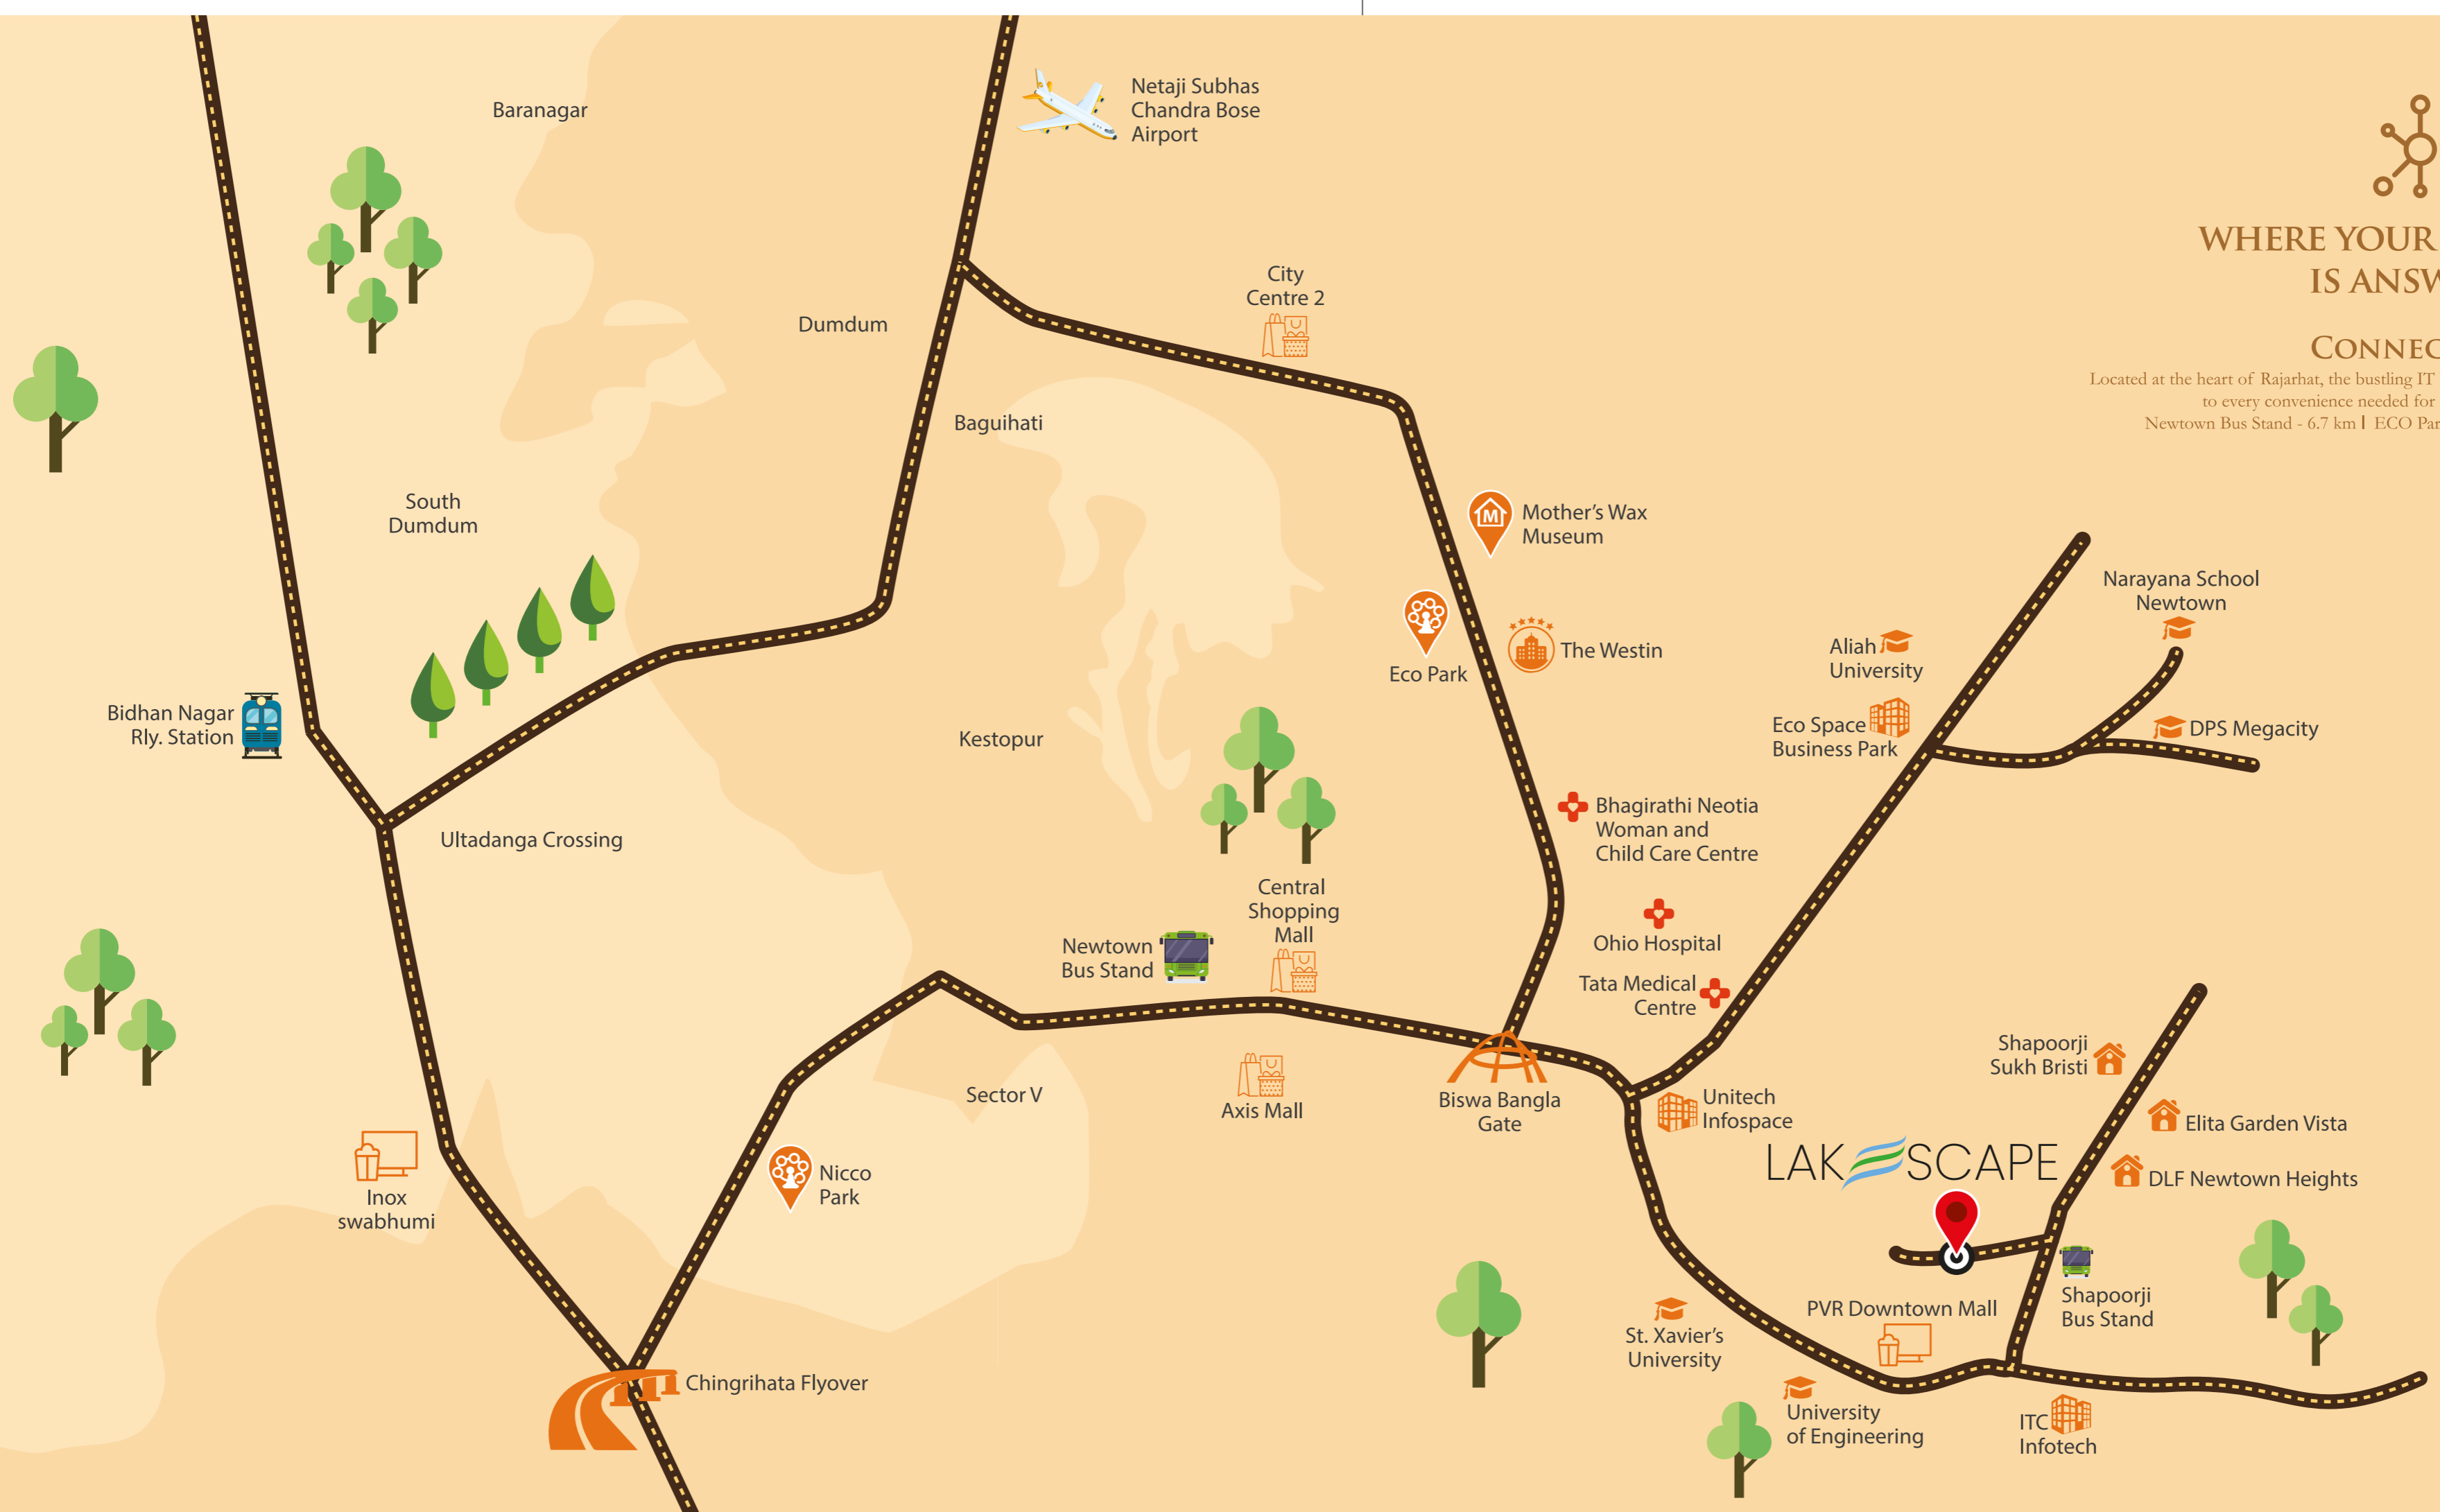 Baranagar
Netaji Subhas
Chandra Bose
Airport
WHERE YOUR
IS
CONNEC
Located at the heart of Rajarhat, the bustling IT
to every convenience needed for
Newtown Bus Stand - 6.7 km | ECO Par
City
Centre 2
Dumdum
Baguihati
South
Dumdum
M
Mother's Wax
Museum
Eco Park
The Westin
Narayana School
Newtown
Aliah
University
Eco Space
Business Park
DPS Megacity
Bidhan Nagar
Rly. Station
Kestopur
Ultadanga Crossing
Bhagirathi Neotia
Woman and
Child Care Centre
Central
Shopping
Mall
Newtown
Bus Stand
Ohio Hospital
Tata Medical
Centre
Shapoorji
Sukh Bristi
Sector V
Axis Mall
Biswa Bangla
Gate
Unitech
Infospace
Elita Garden Vista
LAKESCAPE
DLF Newtown Heights
Nicco
Park
Inox
swabhumi
Shapoorji
Bus Stand
PVR Downtown Mall
St. Xavier's
University
Chingrihata Flyover
University
of Engineering
ITC
Infotech